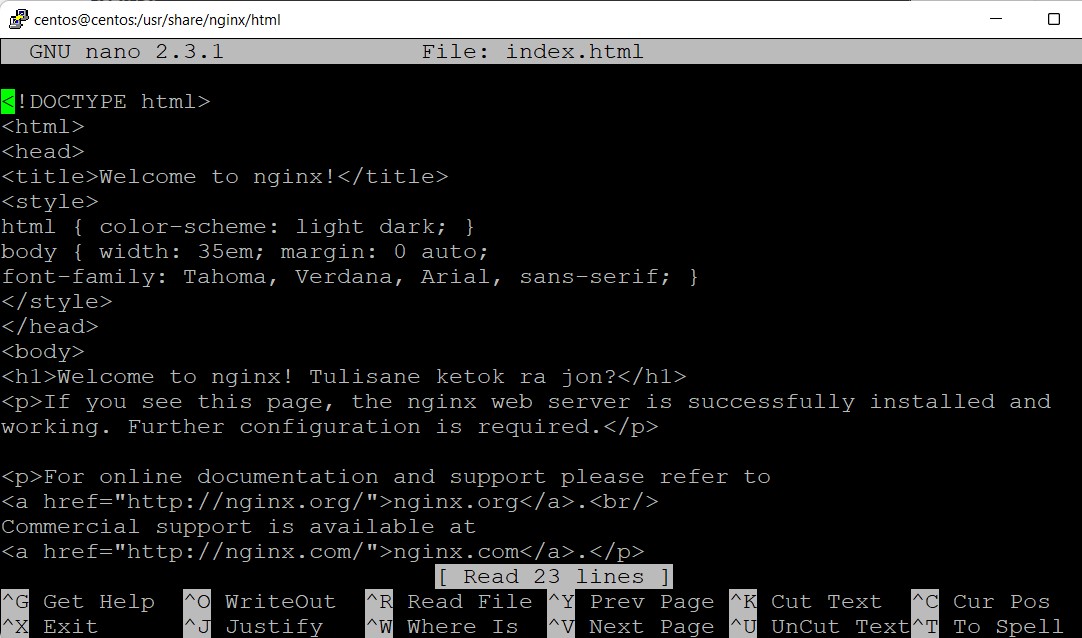 centos@centos:/usr/share/nginx/html
GNU nano 2.3.1 File: index.html
<!DOCTYPE html>
<html>
<head>
<title>Welcome to nginx!</title>
<style>
html { color-scheme: light dark; }
body { width: 35em; margin: 0 auto;
font-family: Tahoma, Verdana, Arial, sans-serif; }
</style>
</head>
<body>
<h1>Welcome to nginx! Tulisane ketok ra jon?</h1>
<p>If you see this page, the nginx web server is successfully installed and
working. Further configuration is required.</p>
<p>For online documentation and support please refer to
<a href="http://nginx.org/">nginx.org</a>.<br/>
Commercial support is available at
<a href="http://nginx.com/">nginx.com</a>.</p>
[ Read 23 lines ]
^G Get Help ^O WriteOut ^R Read File ^Y Prev Page ^K Cut Text ^C Cur Pos
^X Exit ^J Justify ^W Where Is ^V Next Page ^U UnCut Text ^T To Spell